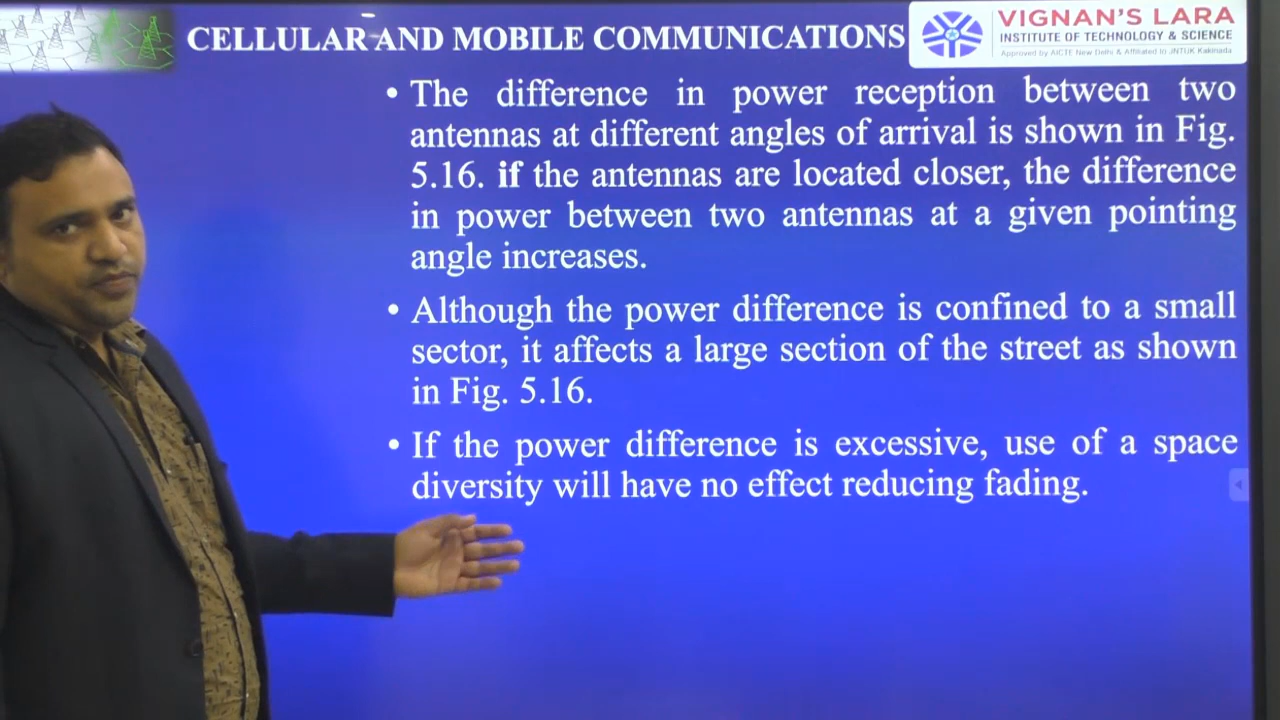 CELLULAR AND MOBILE COMMUNICATIONS
VIGNAN'S LARA
INSTITUTE OF TECHNOLOGY & SCIENCE
Approved by AICTE New Delhi & Affiliated to JNTUK Kakinada
• The difference in power reception between two
antennas at different angles of arrival is shown in Fig.
5.16. if the antennas are located closer, the difference
in power between two antennas at a given pointing
angle increases.
• Although the power difference is confined to a small
sector, it affects a large section of the street as shown
in Fig. 5.16.
• If the power difference is excessive, use of a space
diversity will have no effect reducing fading.